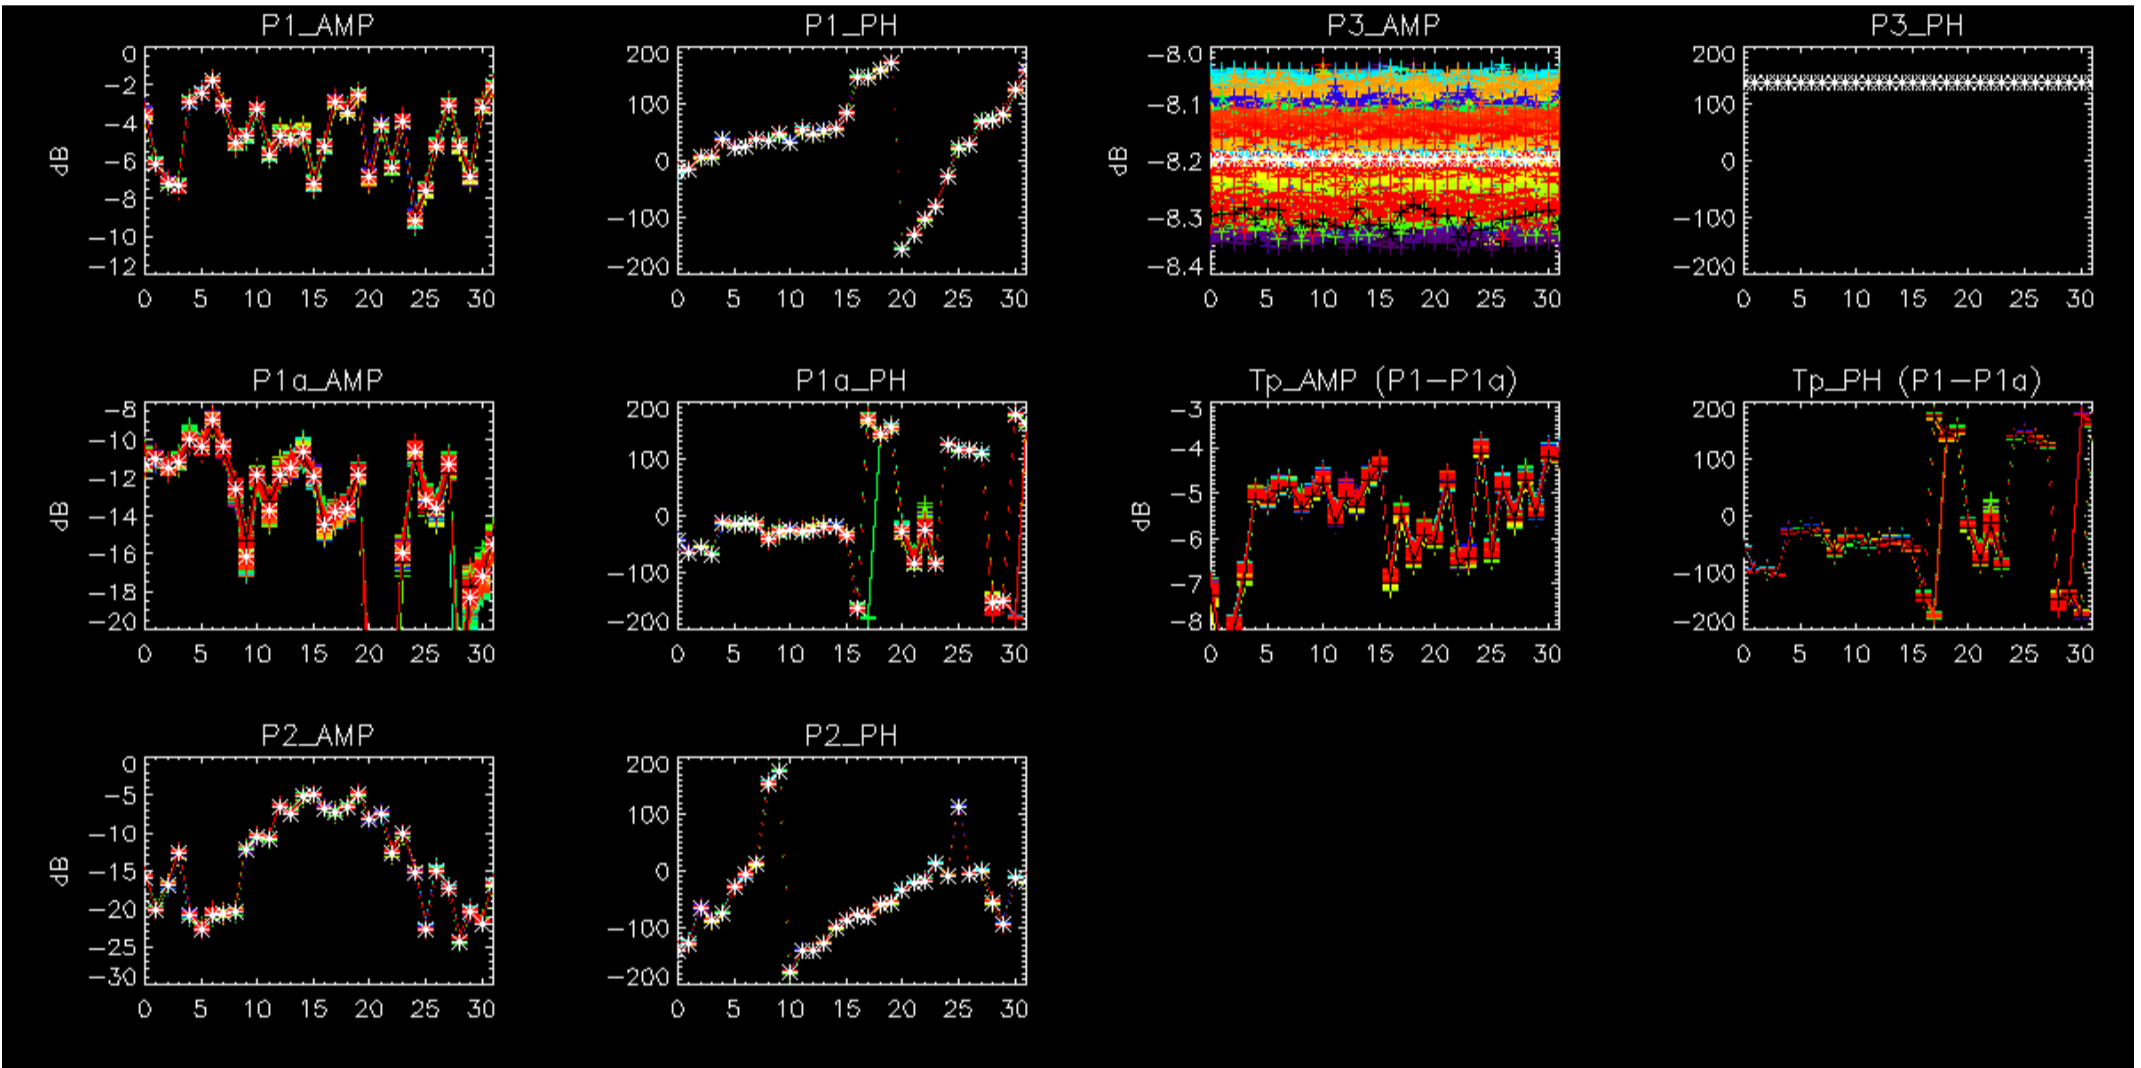 P1_AMP
P1_PH
P3_AMP
P3_PH
0
−2
−4
−6
−8
−10
−12
dB
0 5 10 15 20 25 30
200
100
0
−100
−200
0 5 10 15 20 25 30
−8.0
−8.1
−8.2
−8.3
−8.4
dB
0 5 10 15 20 25 30
200
100
0
−100
−200
0 5 10 15 20 25 30
P1a_AMP
P1a_PH
Tp_AMP (P1−P1a)
Tp_PH (P1−P1a)
−8
−10
−12
−14
−16
−18
−20
dB
0 5 10 15 20 25 30
200
100
0
−100
−200
0 5 10 15 20 25 30
−3
−4
−5
−6
−7
−8
dB
0 5 10 15 20 25 30
200
100
0
−100
−200
0 5 10 15 20 25 30
P2_AMP
P2_PH
0
−5
−10
−15
−20
−25
−30
dB
0 5 10 15 20 25 30
200
100
0
−100
−200
0 5 10 15 20 25 30